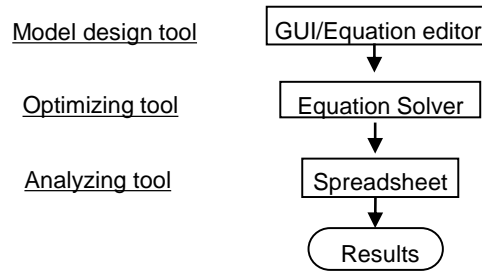 Model design tool GUI/Equation editor
Optimizing tool Equation Solver
Analyzing tool Spreadsheet
Results